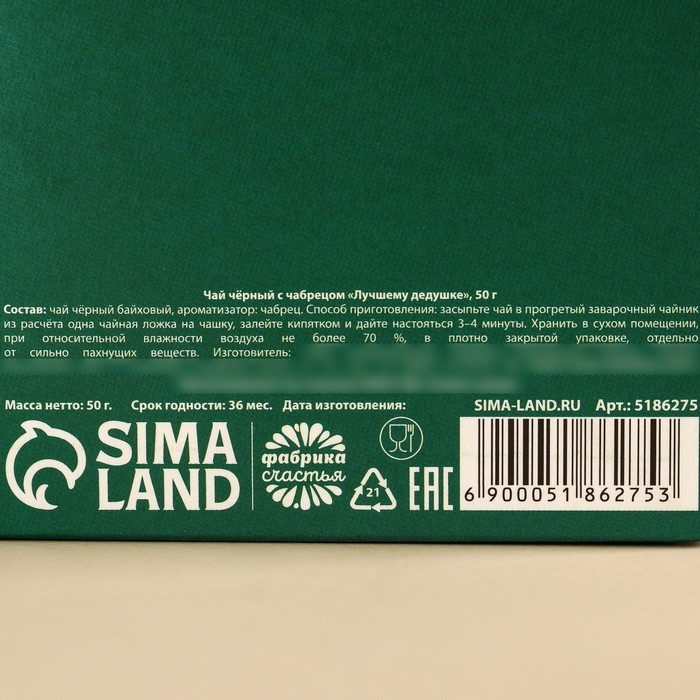 Чай чёрный с чабрецом «Лучшему дедушке», 50 г
Состав: чай чёрный байховый, ароматизатор: чабрец. Способ приготовления: засыпьте чай в прогретый заварочный чайник
из расчёта одна чайная ложка на чашку, залейте кипятком и дайте настояться 3–4 минуты. Хранить в сухом помещении
при относительной влажности воздуха не более 70 %, в плотно закрытой упаковке, отдельно
от сильно пахнущих веществ. Изготовитель:
Масса нетто: 50 г. Срок годности: 36 мес. Дата изготовления: SIMA-LAND.RU Арт.: 5186275
SIMA
LAND
фабрика
счастья
21
EAC
6 900051 862753